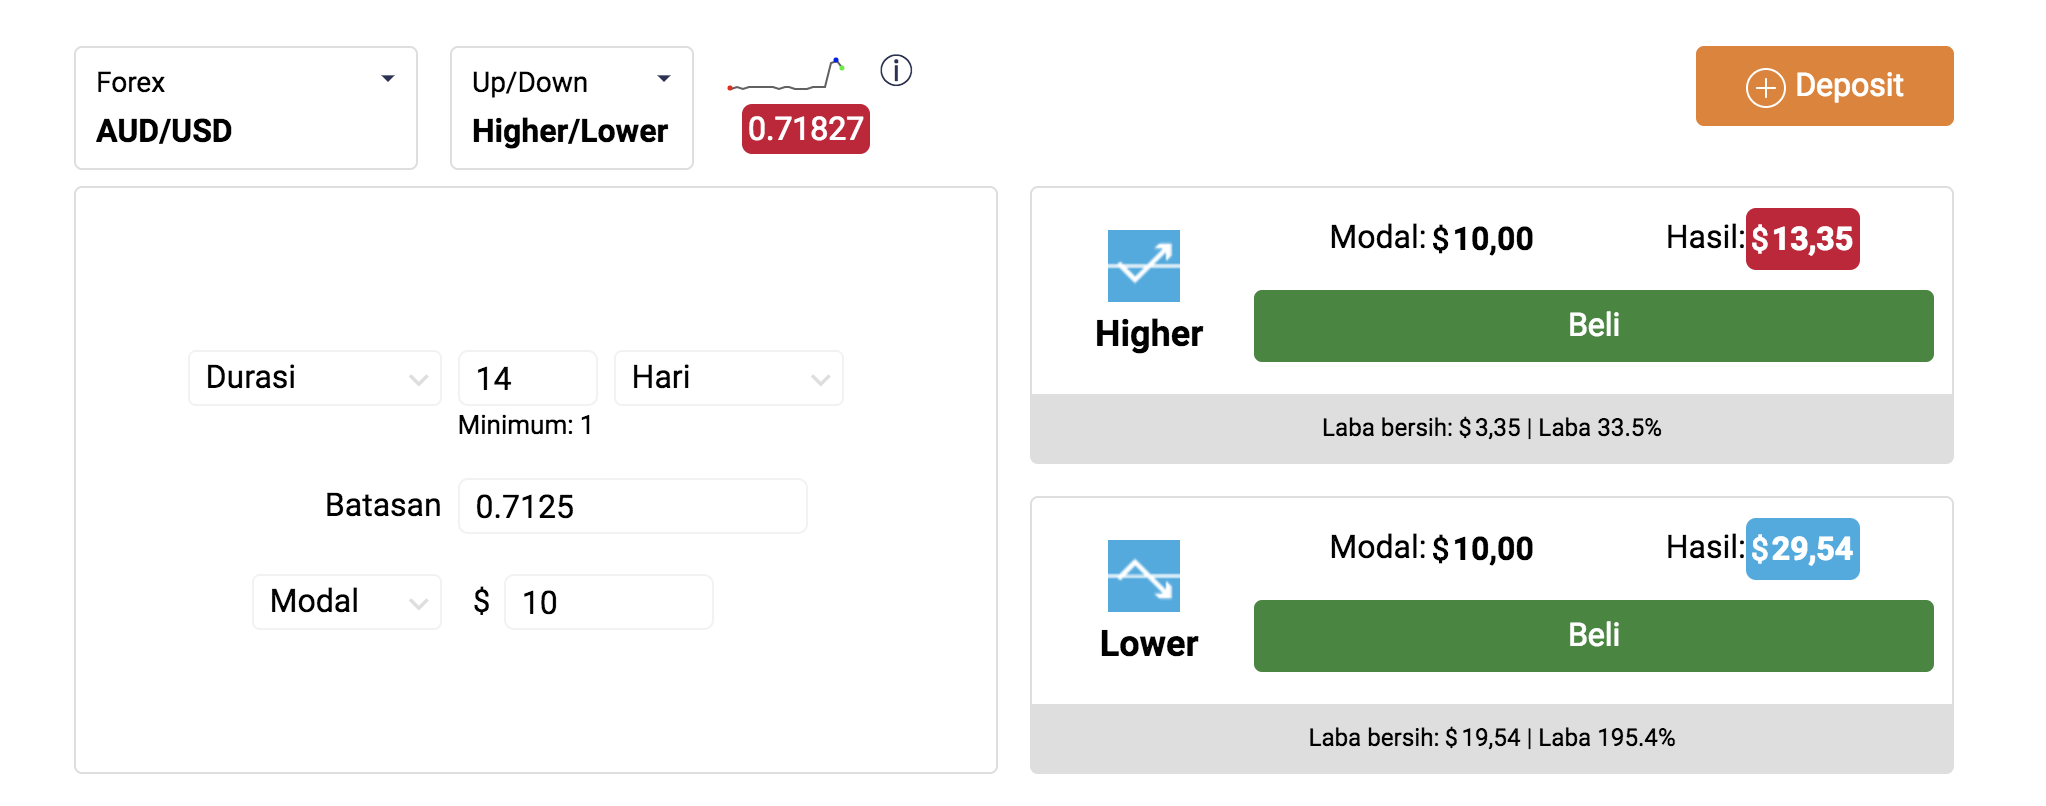 Forex
AUD/USD
Up/Down
Higher/Lower
0.71827
Deposit
Durasi 14 Hari
Minimum: 1
Batasan 0.7125
Modal $ 10
Higher
Modal: $10,00 Hasil: $13,35
Beli
Laba bersih: $3,35 | Laba 33.5%
Lower
Modal: $10,00 Hasil: $29,54
Beli
Laba bersih: $19,54 | Laba 195.4%